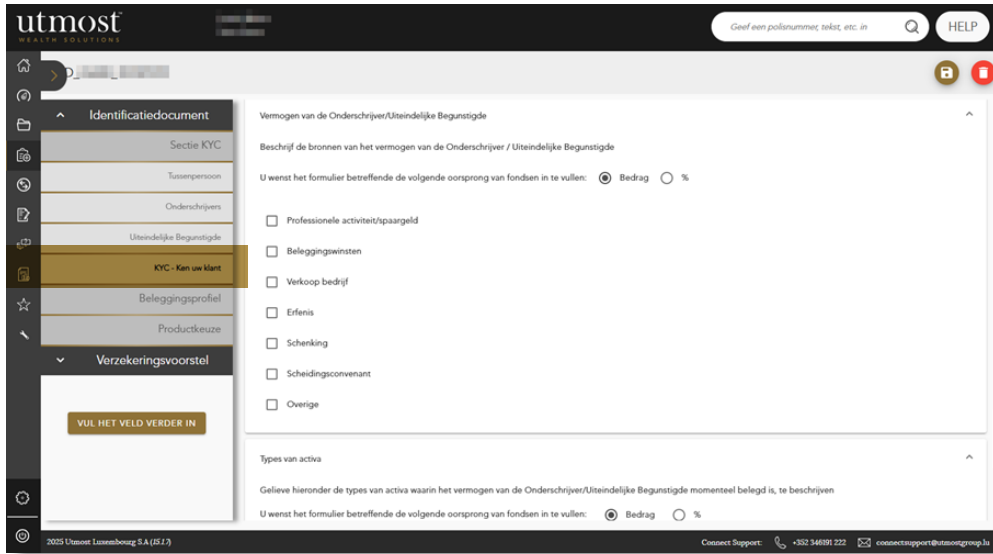 utmost
WEALTH SOLUTIONS
Geef een polisnummer, tekst, etc. in
HELP
Identificatiedocument
Sectie KYC
Tussenpersoon
Onderschrijvers
Uiteindelijke Begunstigde
KYC - Ken uw klant
Beleggingsprofiel
Productkeuze
Verzekeringsvoorstel
VUL HET VELD VERDER IN
Vermogen van de Onderschrijver/Uiteindelijke Begunstigde
Beschrijf de bronnen van het vermogen van de Onderschrijver / Uiteindelijke Begunstigde
U wenst het formulier betreffende de volgende oorsprong van fondsen in te vullen: Bedrag %
Professionele activiteit/spaargeld
Beleggingswinsten
Verkoop bedrijf
Erfenis
Schenking
Scheidingsconvenant
Overige
Types van activa
Gelieve hieronder de types van activa waarin het vermogen van de Onderschrijver/Uiteindelijke Begunstigde momenteel belegd is, te beschrijven
U wenst het formulier betreffende de volgende oorsprong van fondsen in te vullen: Bedrag %
2025 Utmost Luxembourg S.A (15.1.7)
Connect Support: +352 346191 222 connectsupport@utmostgroup.lu